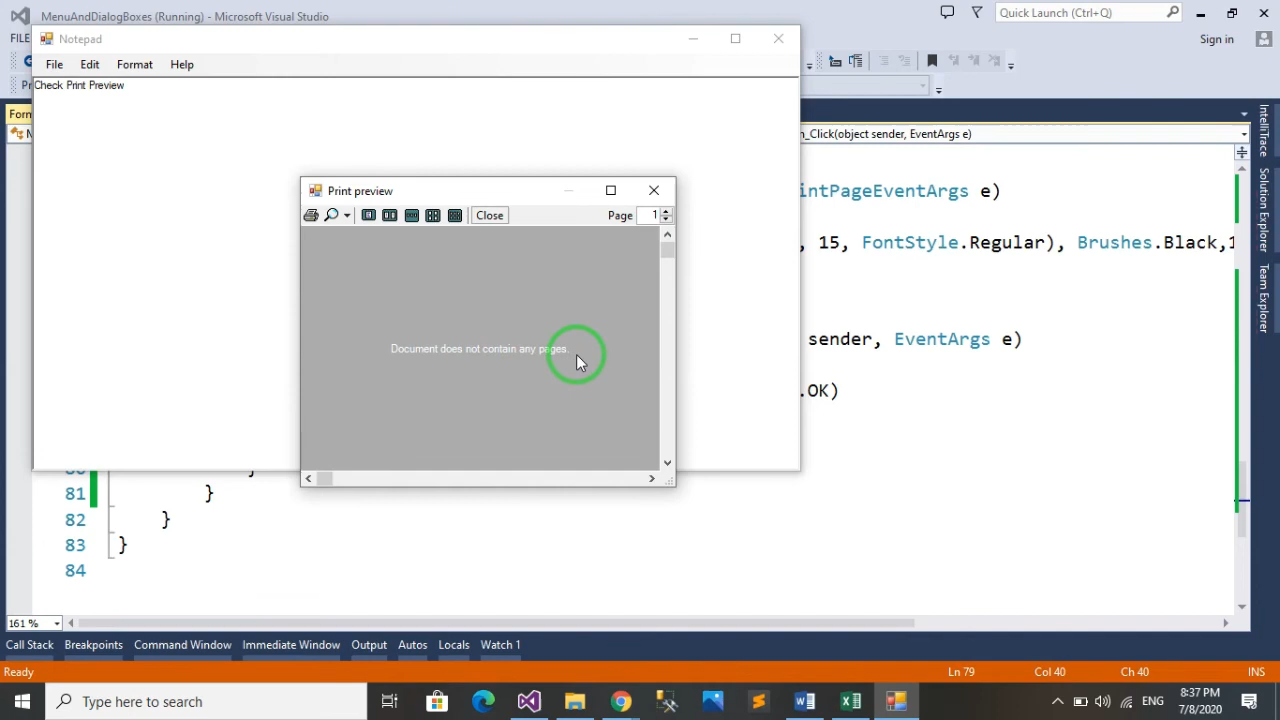 MenuAndDialogBoxes (Running) - Microsoft Visual Studio
Quick Launch (Ctrl+Q)
Notepad
FILE
Sign in
File Edit Format Help
Check Print Preview
Form
n_Click(object sender, EventArgs e)
Print preview
intPageEventArgs e)
Close
Page 1
, 15, FontStyle.Regular), Brushes.Black,1
Document does not contain any pages.
sender, EventArgs e)
.OK)
80 }
81 }
82 }
83 }
84
IntelliTrace
Solution Explorer
Team Explorer
161 %
Call Stack Breakpoints Command Window Immediate Window Output Autos Locals Watch 1
Ready Ln 79 Col 40 Ch 40 INS
Type here to search
ENG
8:37 PM
7/8/2020